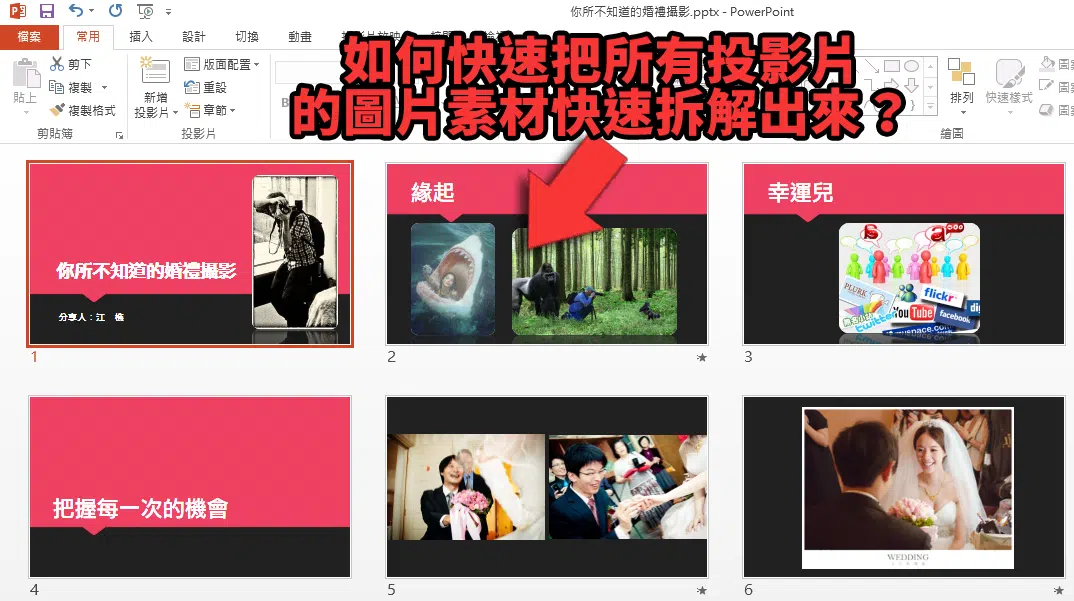 你所不知道的婚禮攝影.pptx - PowerPoint
檔案 常用 插入 設計 切換 動畫
如何快速把所有投影片
的圖片素材快速拆解出來？
剪下
複製
複製格式
貼上
剪貼簿
新增
投影片
版面配置
重設
章節
投影片
B
排列
快速樣式
繪圖
你所不知道的婚禮攝影
分享人：江
1
緣起
2
幸運兒
PLURK
flickr
You Tube
facebook
twitter
3
把握每一次的機會
4
5
WEDDING
6